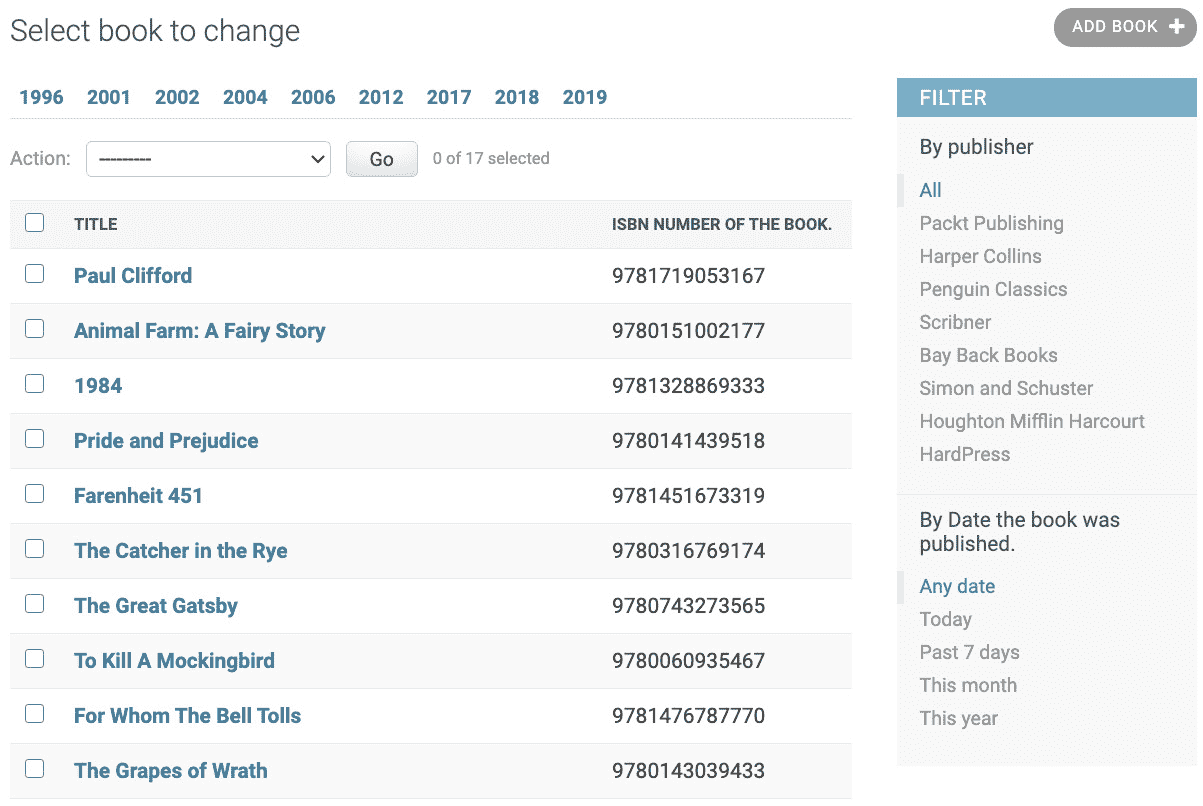 Select book to change
ADD BOOK +
1996 2001 2002 2004 2006 2012 2017 2018 2019
Action: --------- Go 0 of 17 selected
TITLE ISBN NUMBER OF THE BOOK.
Paul Clifford 9781719053167
Animal Farm: A Fairy Story 9780151002177
1984 9781328869333
Pride and Prejudice 9780141439518
Farenheit 451 9781451673319
The Catcher in the Rye 9780316769174
The Great Gatsby 9780743273565
To Kill A Mockingbird 9780060935467
For Whom The Bell Tolls 9781476787770
The Grapes of Wrath 9780143039433
FILTER
By publisher
All
Packt Publishing
Harper Collins
Penguin Classics
Scribner
Bay Back Books
Simon and Schuster
Houghton Mifflin Harcourt
HardPress
By Date the book was
published.
Any date
Today
Past 7 days
This month
This year